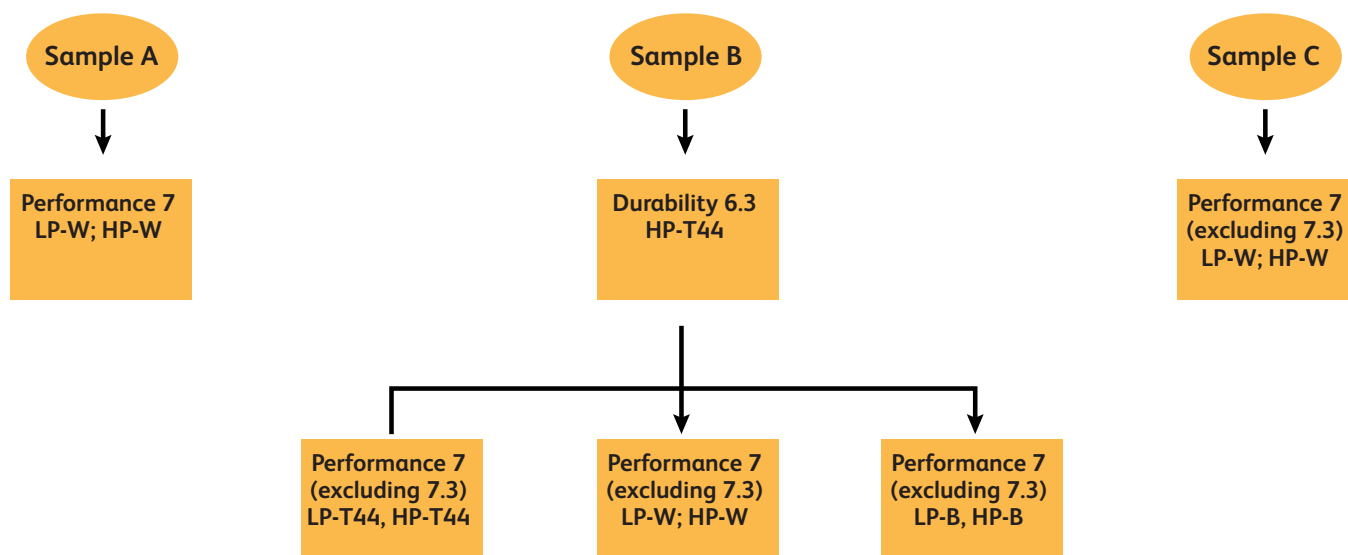 Sample A
Sample B
Sample C
Performance 7
LP-W; HP-W
Durability 6.3
HP-T44
Performance 7
(excluding 7.3)
LP-W; HP-W
Performance 7
(excluding 7.3)
LP-T44, HP-T44
Performance 7
(excluding 7.3)
LP-W; HP-W
Performance 7
(excluding 7.3)
LP-B, HP-B